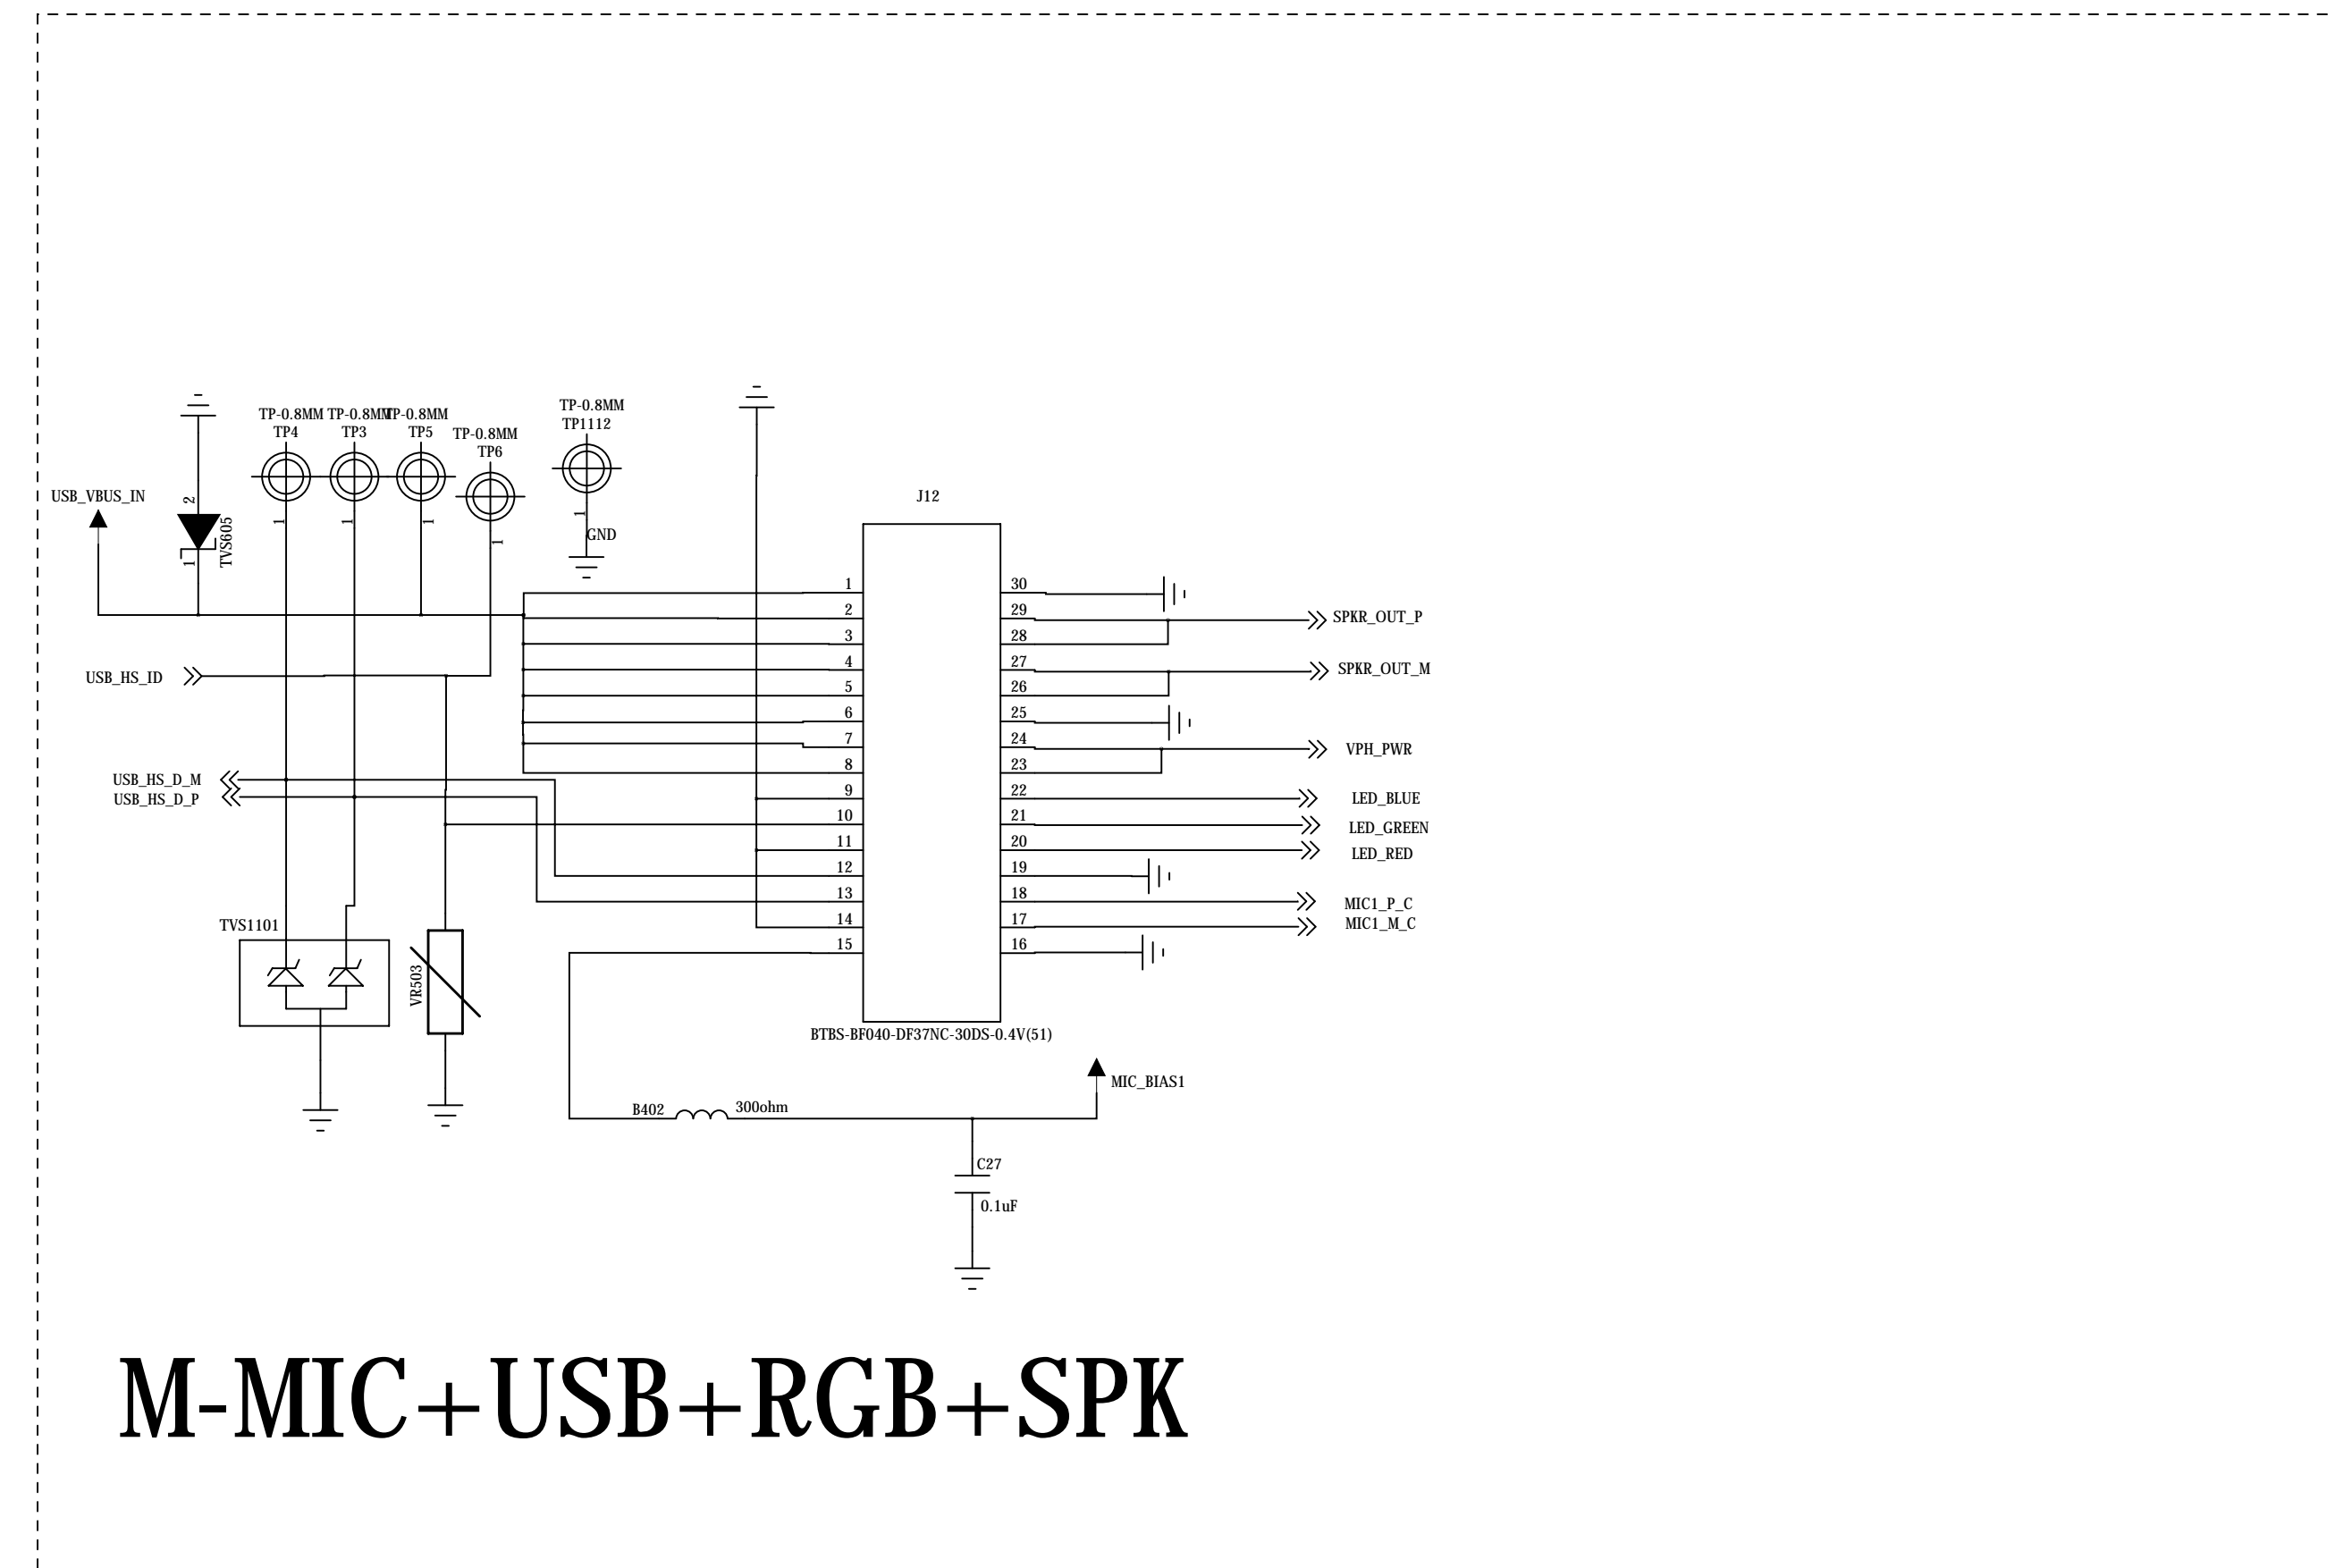 TP-0.8MM TP-0.8MM TP-0.8MM
TP4 TP3 TP5
TP-0.8MM
TP6
TP-0.8MM
TP1112
USB_VBUS_IN
2
TVS605
1
1
1
1
1
1
GND
J12
1 30
2 29
3 28
4 27
5 26
6 25
7 24
8 23
9 22
10 21
11 20
12 19
13 18
14 17
15 16
SPKR_OUT_P
SPKR_OUT_M
VPH_PWR
LED_BLUE
LED_GREEN
LED_RED
MIC1_P_C
MIC1_M_C
USB_HS_ID
USB_HS_D_M
USB_HS_D_P
TVS1101
VR503
BTBS-BF040-DF37NC-30DS-0.4V(51)
MIC_BIAS1
B402 300ohm
C27
0.1uF
M-MIC+USB+RGB+SPK